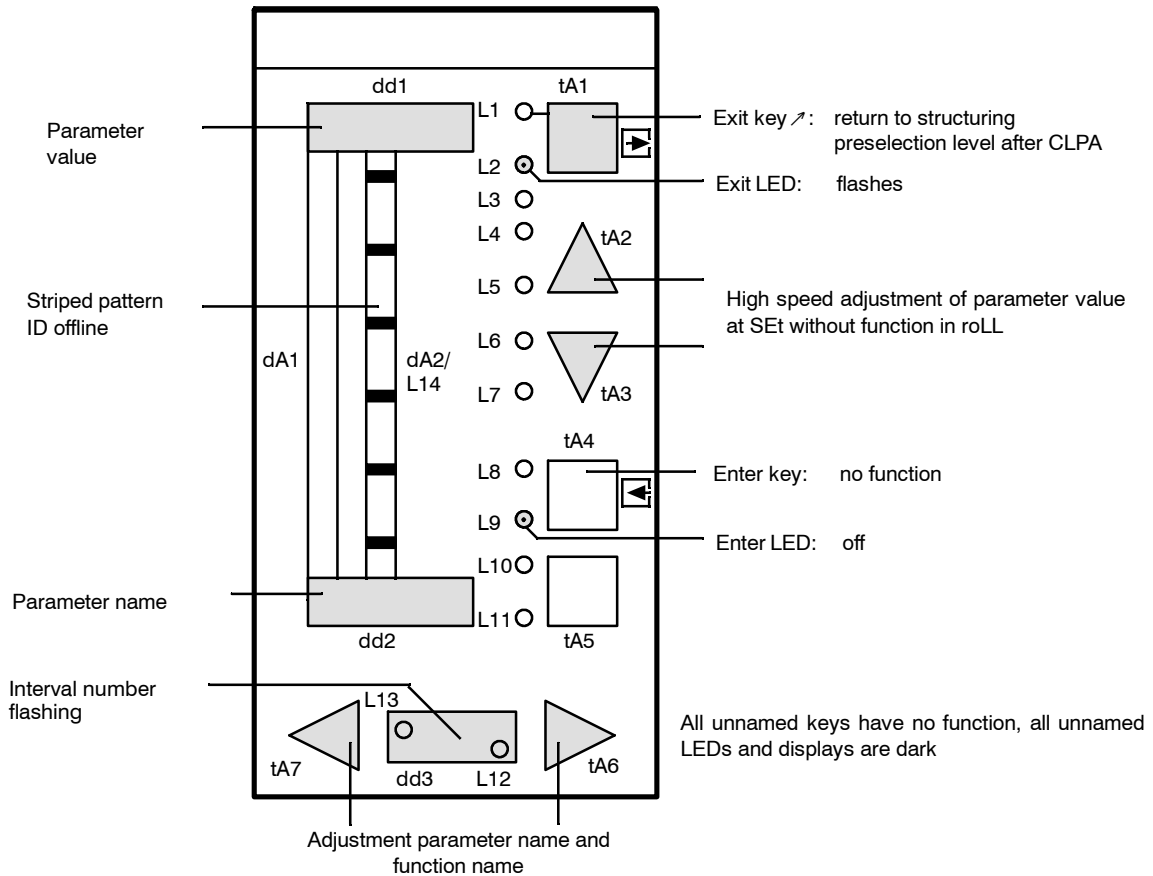 dd1
tA1
L1
Parameter
value
Exit key ↗: return to structuring
preselection level after CLPA
L2
Exit LED: flashes
L3
L4
tA2
L5
Striped pattern
ID offline
High speed adjustment of parameter value
at SEt without function in roLL
L6
dA1
dA2/
L14
L7
tA3
tA4
L8
Enter key: no function
L9
Enter LED: off
L10
Parameter name
L11
dd2
tA5
Interval number
flashing
L13
All unnamed keys have no function, all unnamed
LEDs and displays are dark
tA7
dd3
L12
tA6
Adjustment parameter name and
function name